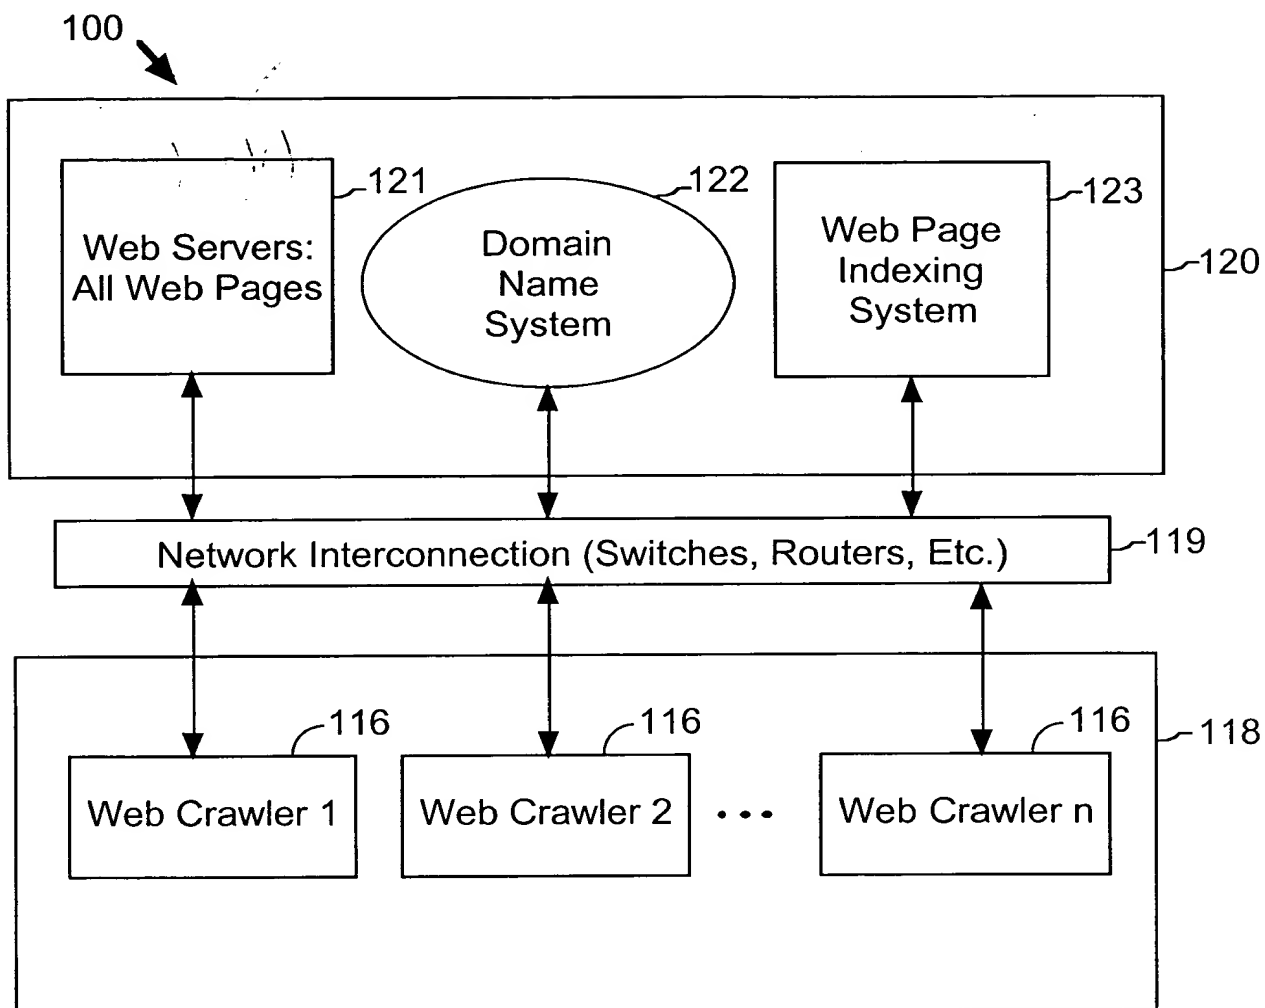 100
121
122
123
Web Servers:
All Web Pages
Domain
Name
System
Web Page
Indexing
System
120
Network Interconnection (Switches, Routers, Etc.)
119
116
116
116
118
Web Crawler 1
Web Crawler 2
• • •
Web Crawler n